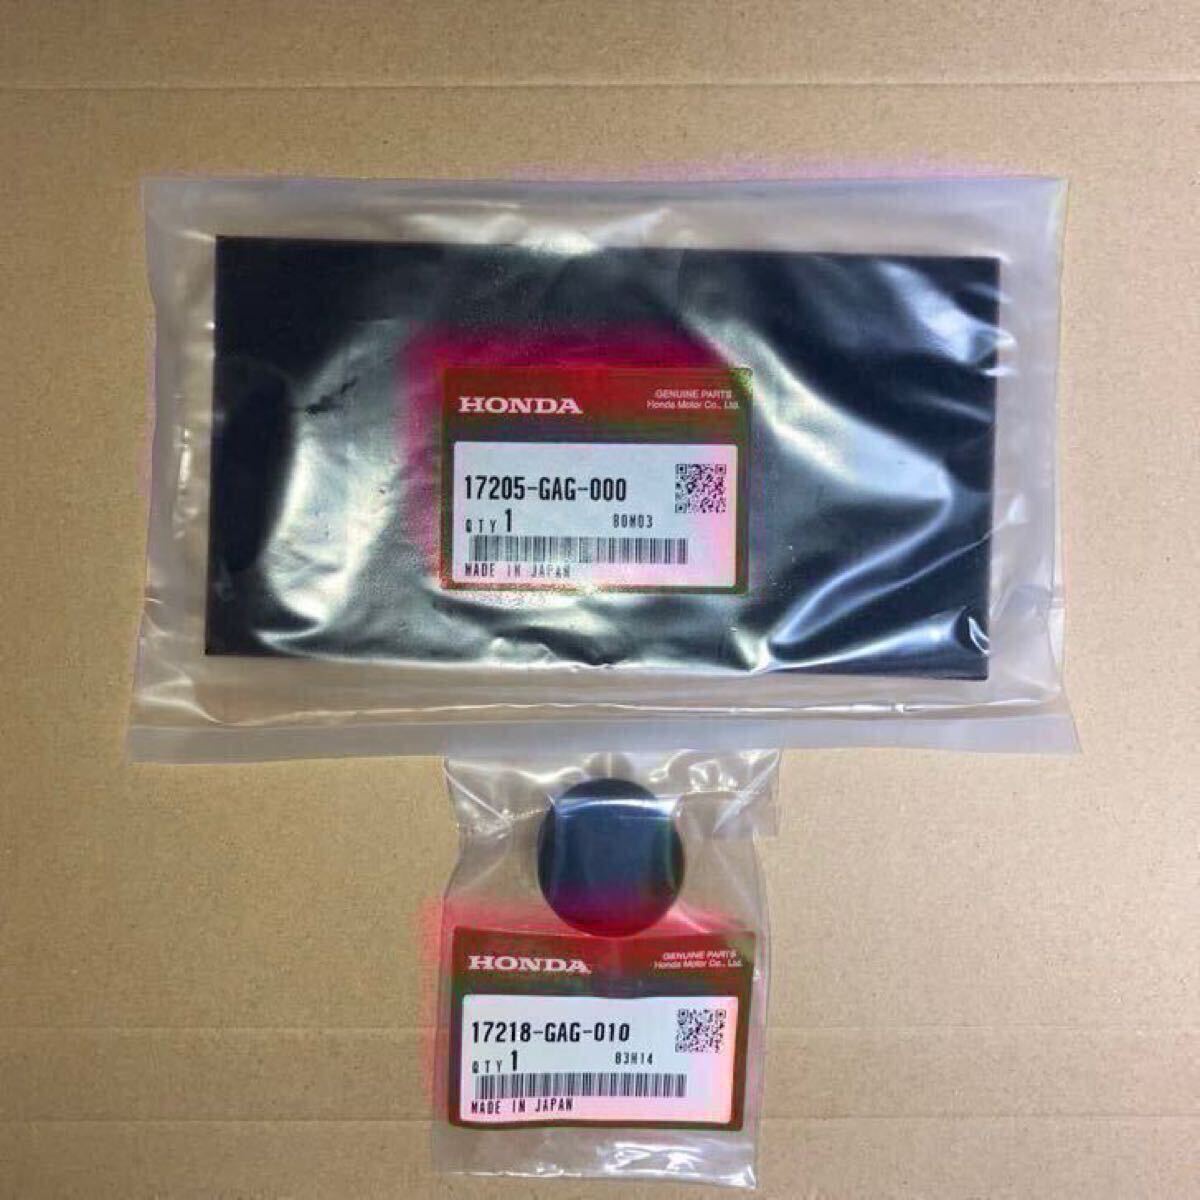 HONDA
GENUINE PARTS
Honda Motor Co., Ltd.
17205-GAG-000
QTY 1 80M03
MADE IN JAPAN
HONDA
GENUINE PARTS
Honda Motor Co., Ltd.
17218-GAG-010
QTY 1 83H14
MADE IN JAPAN